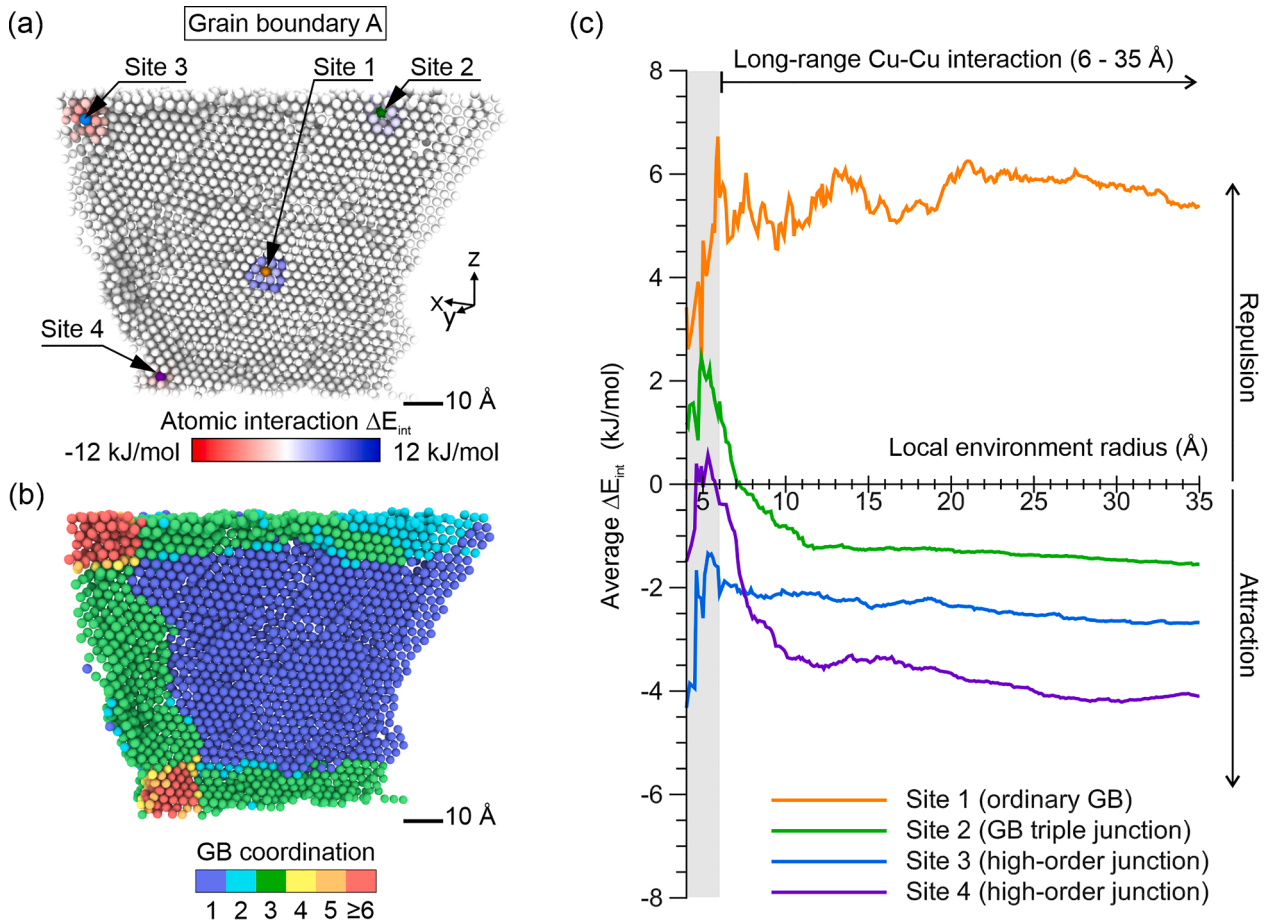 (a)
Grain boundary A
Site 3
Site 1
Site 2
Site 4
z
x
y
10 Å
Atomic interaction ΔEint
-12 kJ/mol
12 kJ/mol
(b)
10 Å
GB coordination
1 2 3 4 5 ≥6
(c)
Long-range Cu-Cu interaction (6 - 35 Å)
8
6
4
2
0
-2
-4
-6
-8
Average ΔEint (kJ/mol)
Local environment radius (Å)
5 10 15 20 25 30 35
Repulsion
Attraction
Site 1 (ordinary GB)
Site 2 (GB triple junction)
Site 3 (high-order junction)
Site 4 (high-order junction)